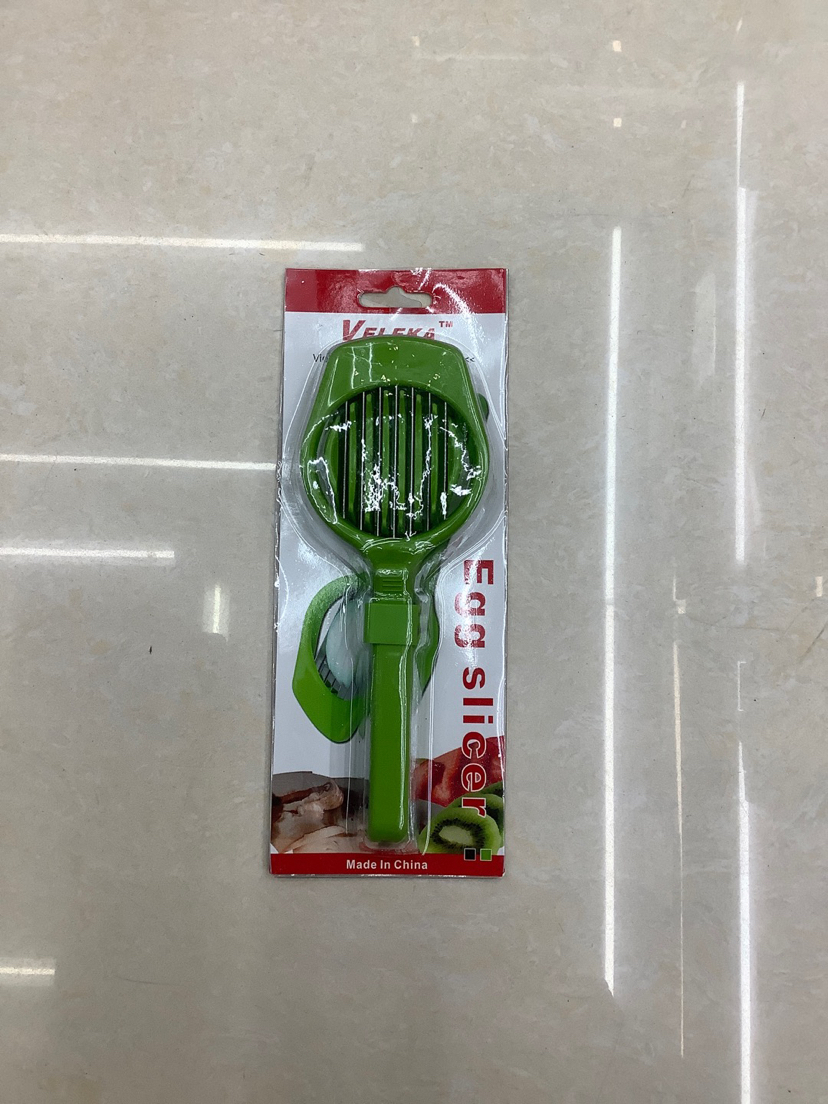 VELEKA™
Egg slicer
Made In China